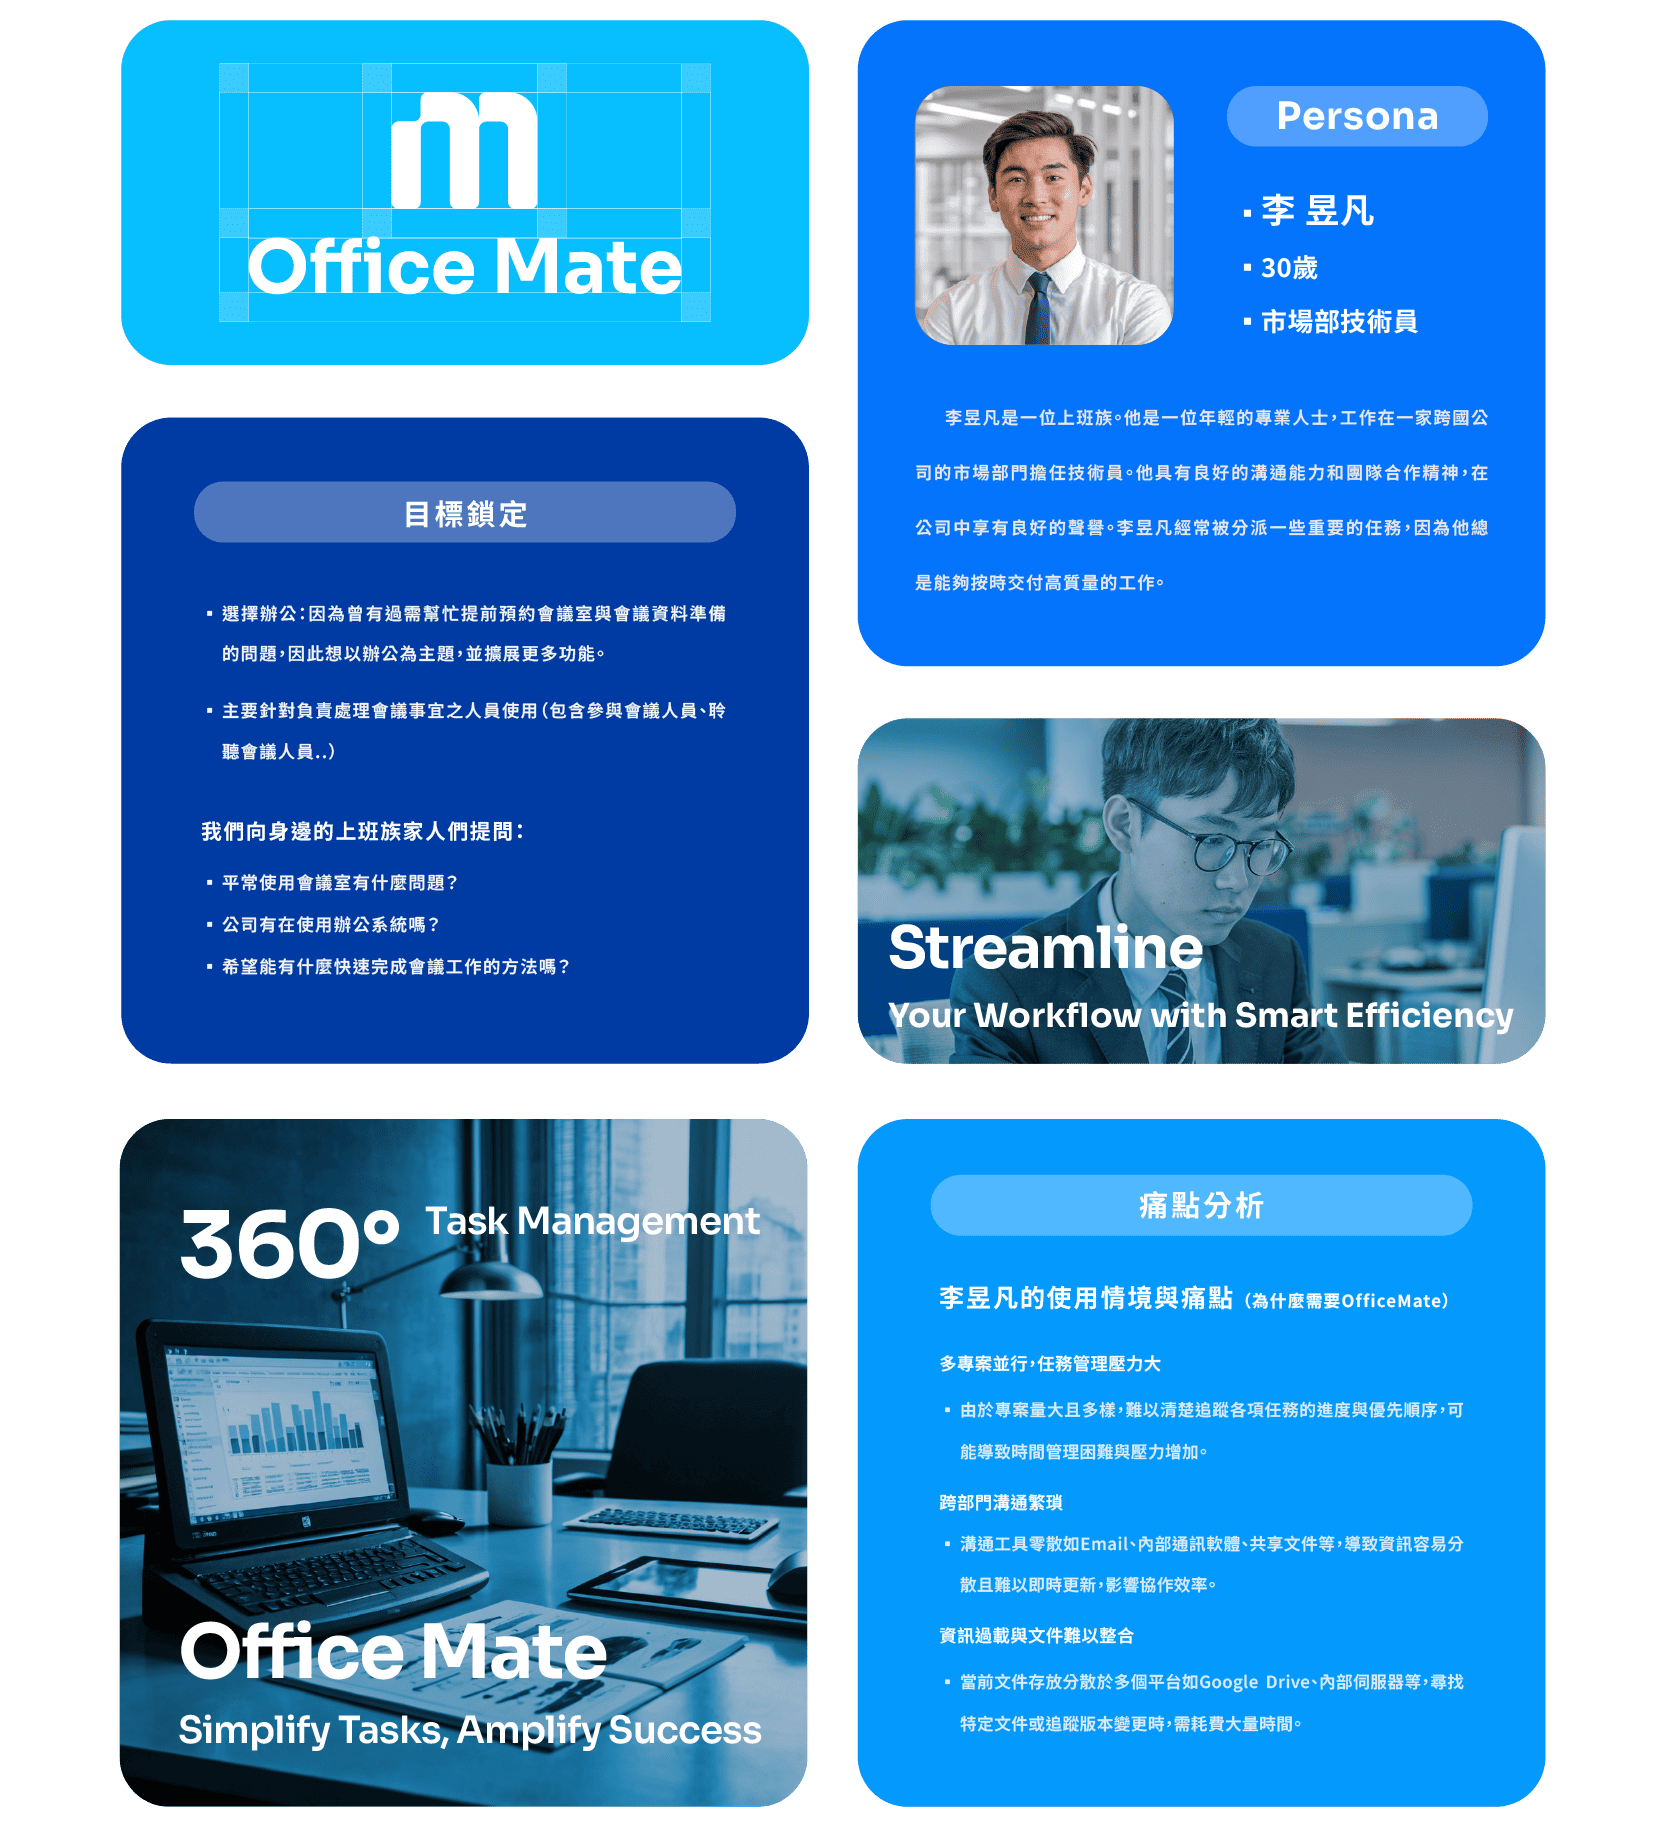 Office Mate
Persona
李 昱凡
30歲
市場部技術員
李昱凡是一位上班族。他是一位年輕的專業人士,工作在一家跨國公
司的市場部門擔任技術員。他具有良好的溝通能力和團隊合作精神,在
公司中享有良好的聲譽。李昱凡經常被分派一些重要的任務,因為他總
是能夠按時交付高質量的工作。
目標鎖定
▪ 選擇辦公:因為曾有過需幫忙提前預約會議室與會議資料準備
的問題,因此想以辦公為主題,並擴展更多功能。
▪ 主要針對負責處理會議事宜之人員使用(包含參與會議人員、聆
聽會議人員..)
我們向身邊的上班族家人們提問:
▪ 平常使用會議室有什麼問題?
▪ 公司有在使用辦公系統嗎?
▪ 希望能有什麼快速完成會議工作的方法嗎?
Streamline
Your Workflow with Smart Efficiency
360°
Task Management
Office Mate
Simplify Tasks, Amplify Success
痛點分析
李昱凡的使用情境與痛點(為什麼需要OfficeMate)
多專案並行,任務管理壓力大
▪ 由於專案量大且多樣,難以清楚追蹤各項任務的進度與優先順序,可
能導致時間管理困難與壓力增加。
跨部門溝通繁瑣
▪ 溝通工具零散如Email、內部通訊軟體、共享文件等,導致資訊容易分
散且難以即時更新,影響協作效率。
資訊過載與文件難以整合
▪ 當前文件存放分散於多個平台如Google Drive、內部伺服器等,尋找
特定文件或追蹤版本變更時,需耗費大量時間。